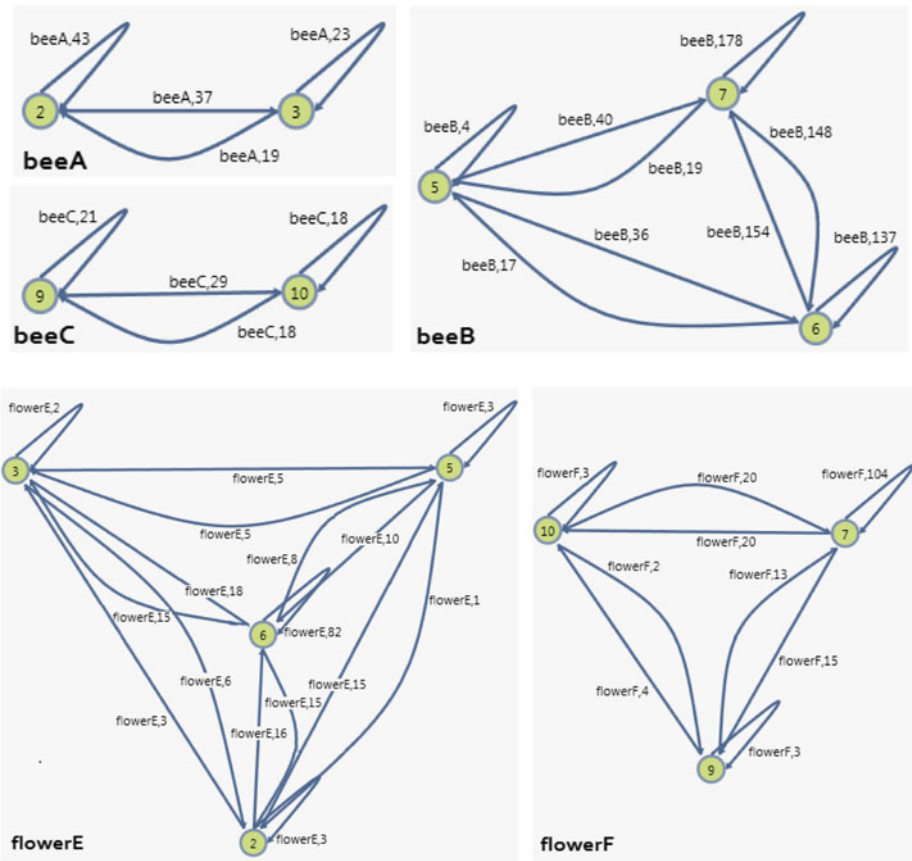 beeA,43
beeA,23
beeA,37
2
3
beeA,19
beeA
beeC,21
beeC,18
beeC,29
9
10
beeC,18
beeC
beeB,178
7
beeB,4
beeB,40
beeB,148
beeB,19
5
beeB,36
beeB,154
beeB,137
beeB,17
6
beeB
flowerE,2
flowerE,3
3
5
flowerE,5
flowerE,5
flowerE,8
flowerE,10
flowerE,18
flowerE,1
flowerE,15
6
flowerE,82
flowerE,6
flowerE,15
flowerE,15
flowerE,3
flowerE,16
2
flowerE,3
flowerE
flowerF,3
flowerF,20
flowerF,104
10
7
flowerF,20
flowerF,2
flowerF,13
flowerF,4
flowerF,15
flowerF,3
9
flowerF